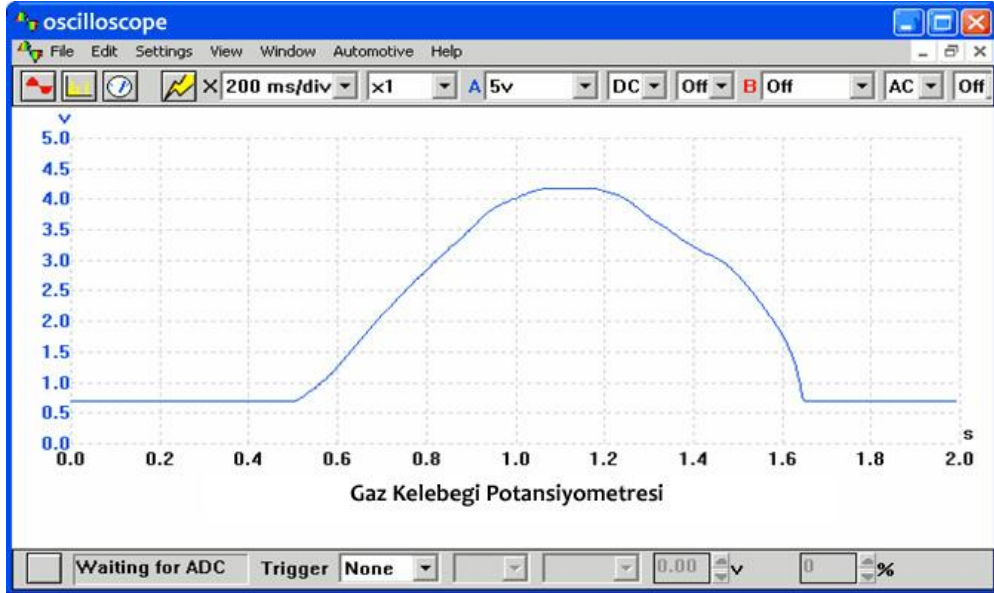 oscilloscope
File Edit Settings View Window Automotive Help
X 200 ms/div x1 A 5v DC Off B Off AC Off
v
5.0
4.5
4.0
3.5
3.0
2.5
2.0
1.5
1.0
0.5
0.0
s
0.0 0.2 0.4 0.6 0.8 1.0 1.2 1.4 1.6 1.8 2.0
Gaz Kelebegi Potansiyometresi
Waiting for ADC Trigger None 0.00 v 0 %